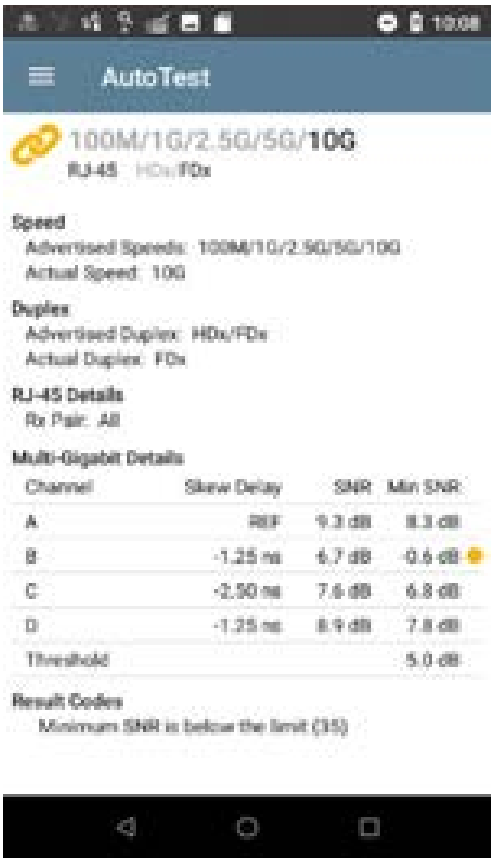 10:08
AutoTest
100M/1G/2.5G/5G/10G
RJ-45 HDx/FDx
Speed
Advertised Speeds: 100M/1G/2.5G/5G/10G
Actual Speed: 10G
Duplex
Advertised Duplex: HDx/FDx
Actual Duplex: FDx
RJ-45 Details
Rx Pair: All
Multi-Gigabit Details
Channel Skew Delay SNR Min SNR
A REF 9.3 dB 8.3 dB
B -1.25 ns 6.7 dB -0.6 dB
C -2.50 ns 7.6 dB 6.8 dB
D -1.25 ns 8.9 dB 7.8 dB
Threshold 5.0 dB
Result Codes
Minimum SNR is below the limit (35)